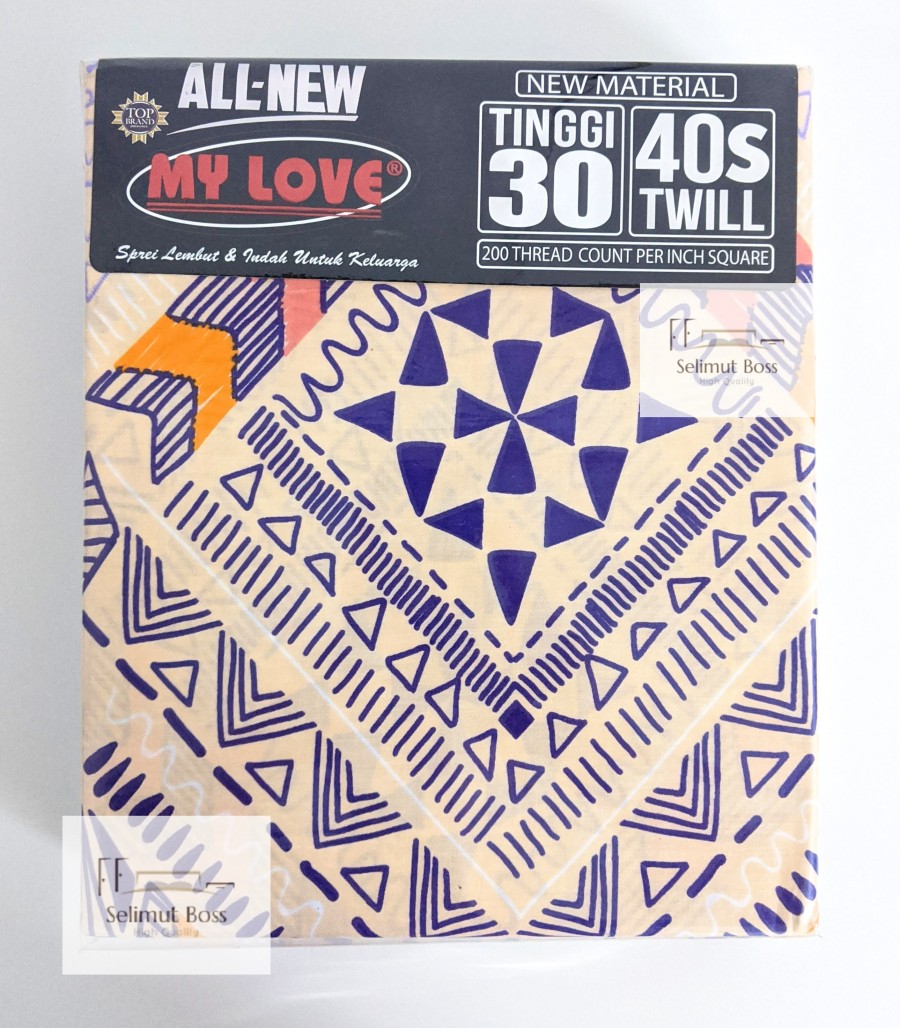 ALL-NEW
TOP
BRAND
MY LOVE®
Sprei Lembut & Indah Untuk Keluarga
NEW MATERIAL
TINGGI
30
40s
TWILL
200 THREAD COUNT PER INCH SQUARE
Selimut Boss
High Quality
Selimut Boss
High Quality